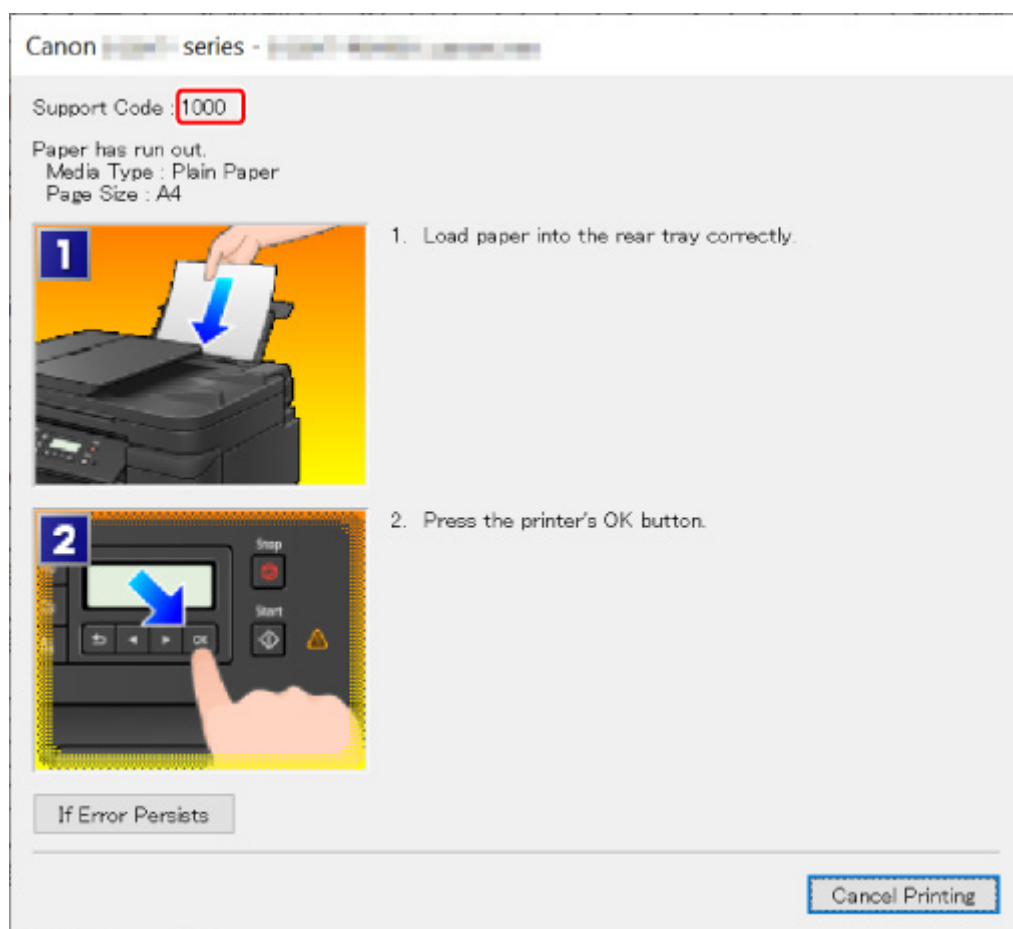 Canon series -
Support Code : 1000
Paper has run out.
Media Type : Plain Paper
Page Size : A4
1
1. Load paper into the rear tray correctly.
2
2. Press the printer's OK button.
Stop
Start
OK
If Error Persists
Cancel Printing